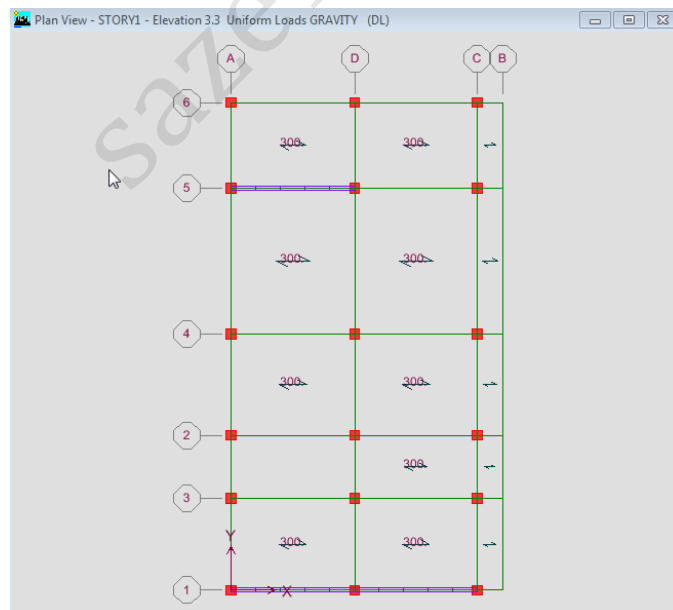 Plan View - STORY1 - Elevation 3.3 Uniform Loads GRAVITY (DL)
A D C B
6
300. 300.
5
300. 300.
4
300. 300.
2
300.
3
Y
300. 300.
1 X